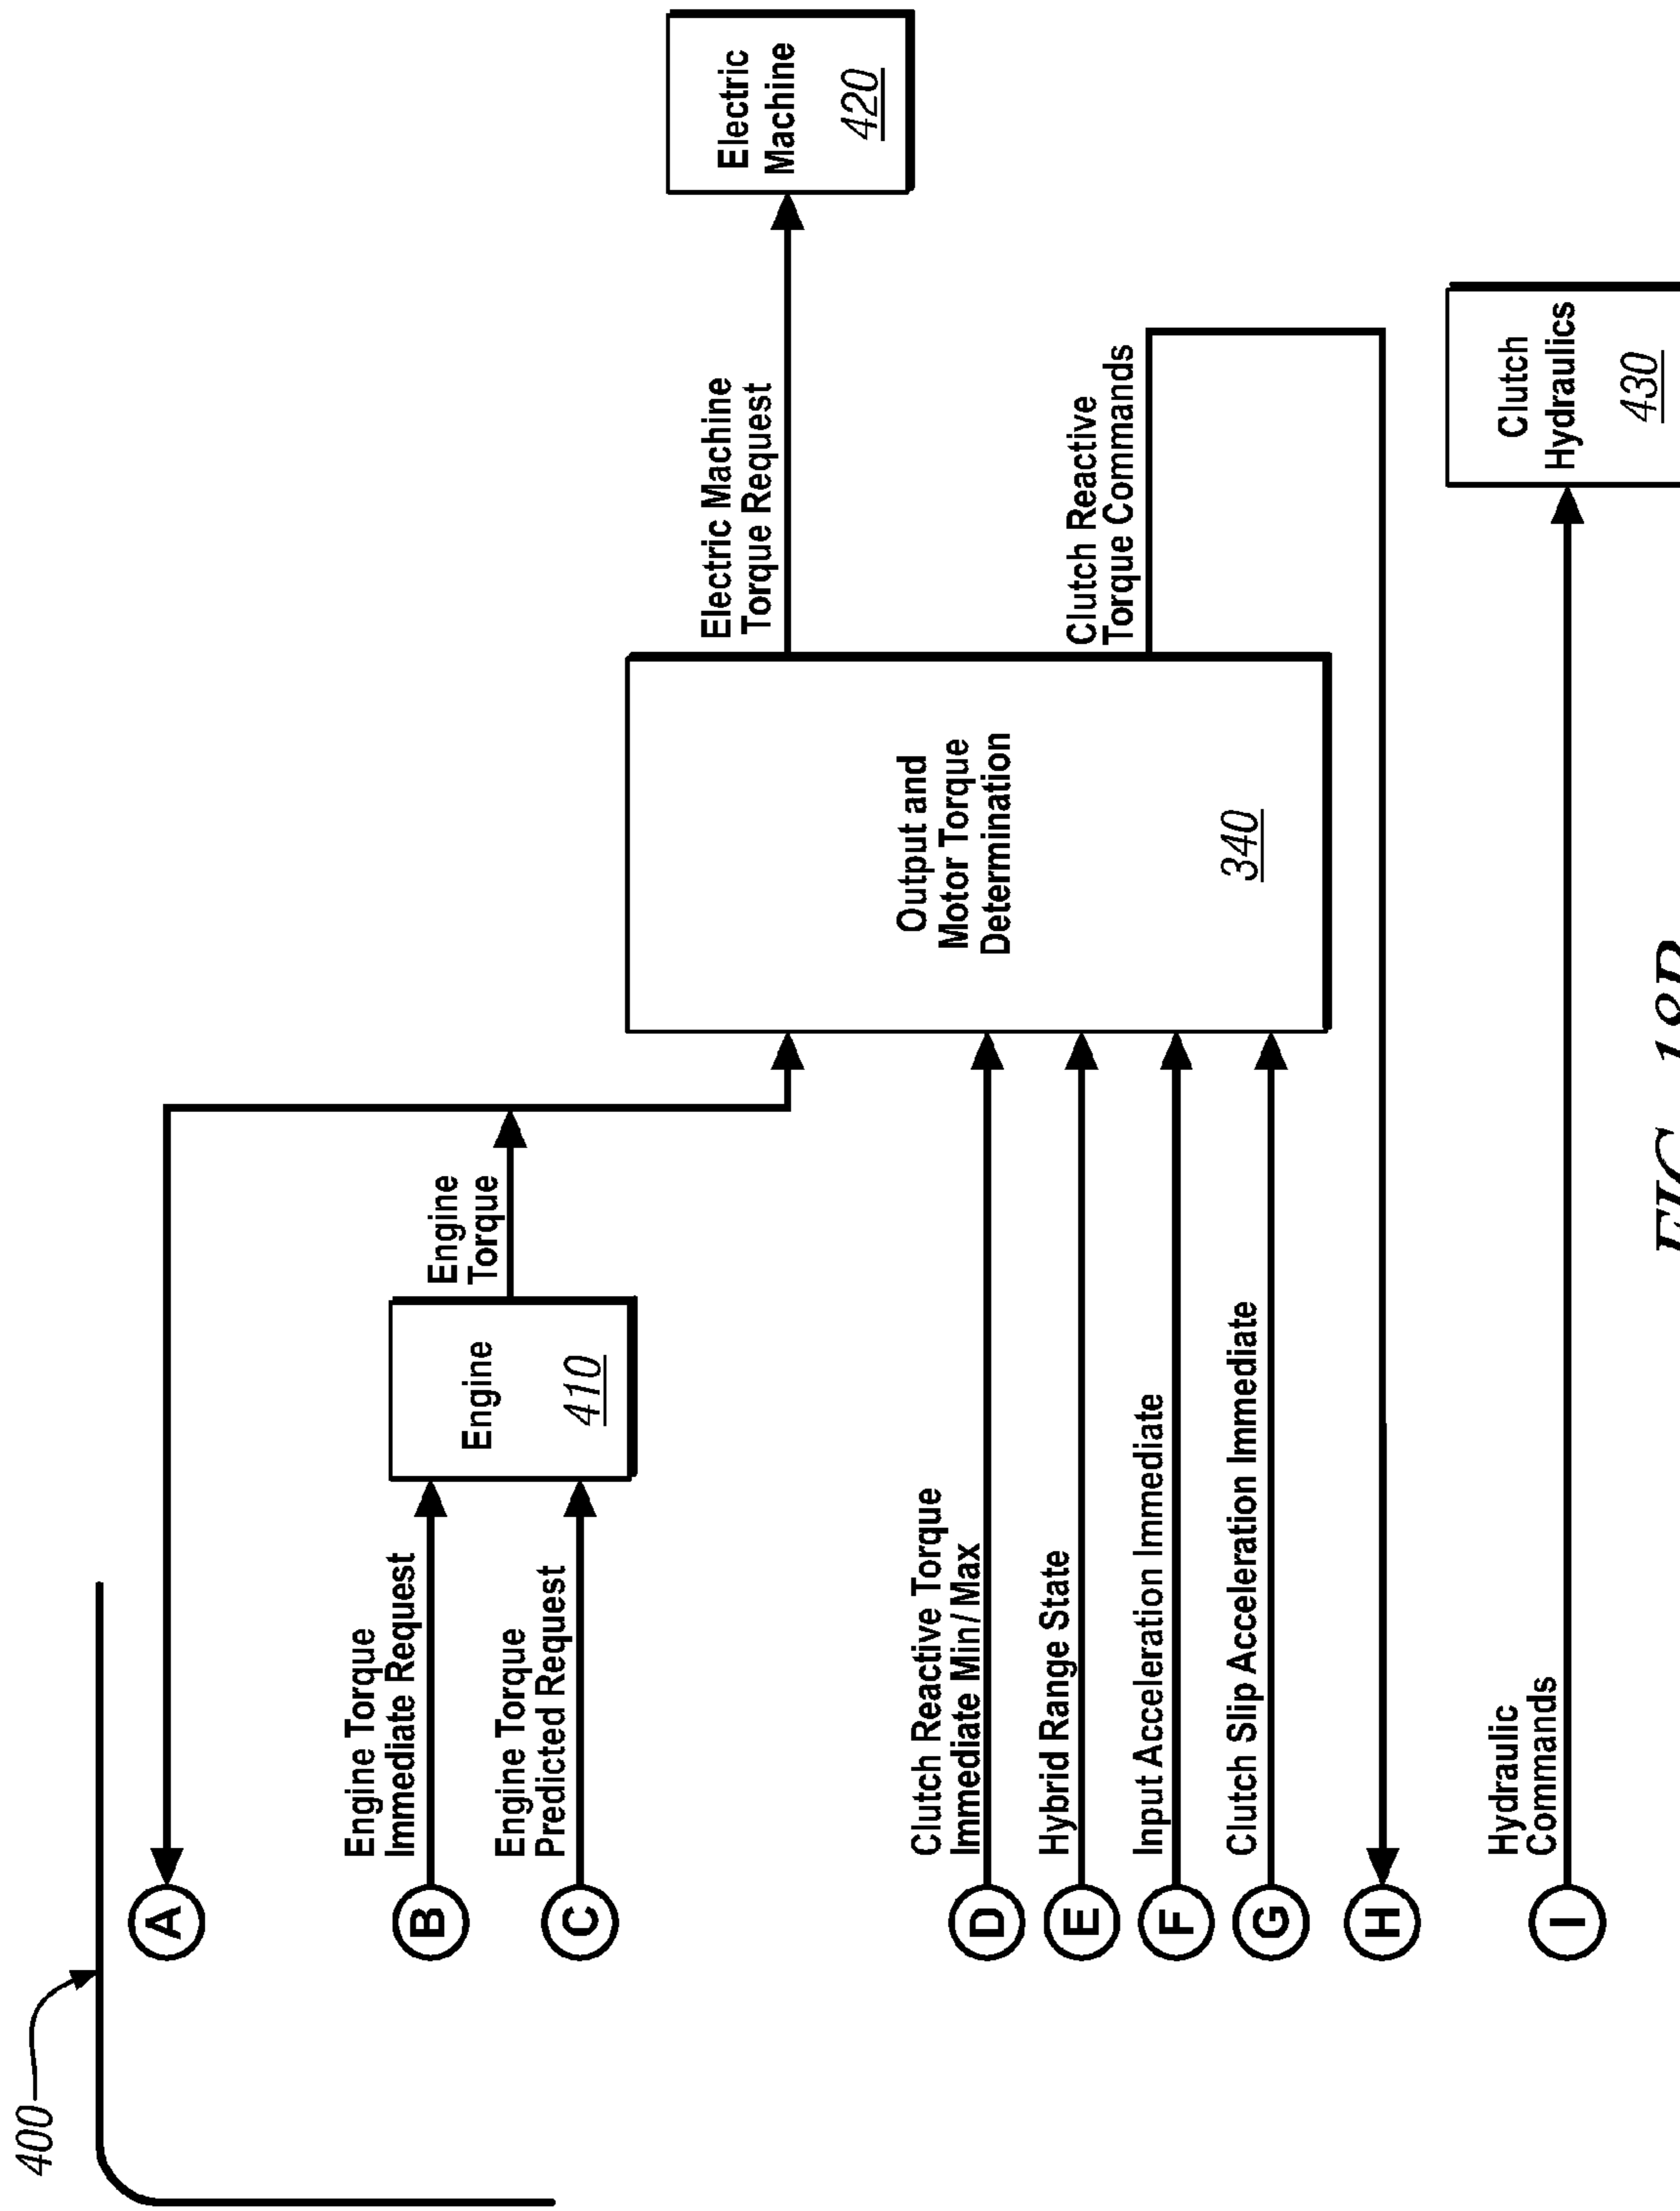 400
A
Engine Torque
Immediate Request
B
Engine Torque
Predicted Request
C
Engine
410
Engine
Torque
Clutch Reactive Torque
Immediate Min / Max
D
Hybrid Range State
E
Input Acceleration Immediate
F
Clutch Slip Acceleration Immediate
G
H
Output and
Motor Torque
Determination
340
Electric Machine
Torque Request
Electric
Machine
420
Clutch Reactive
Torque Commands
Hydraulic
Commands
I
Clutch
Hydraulics
430